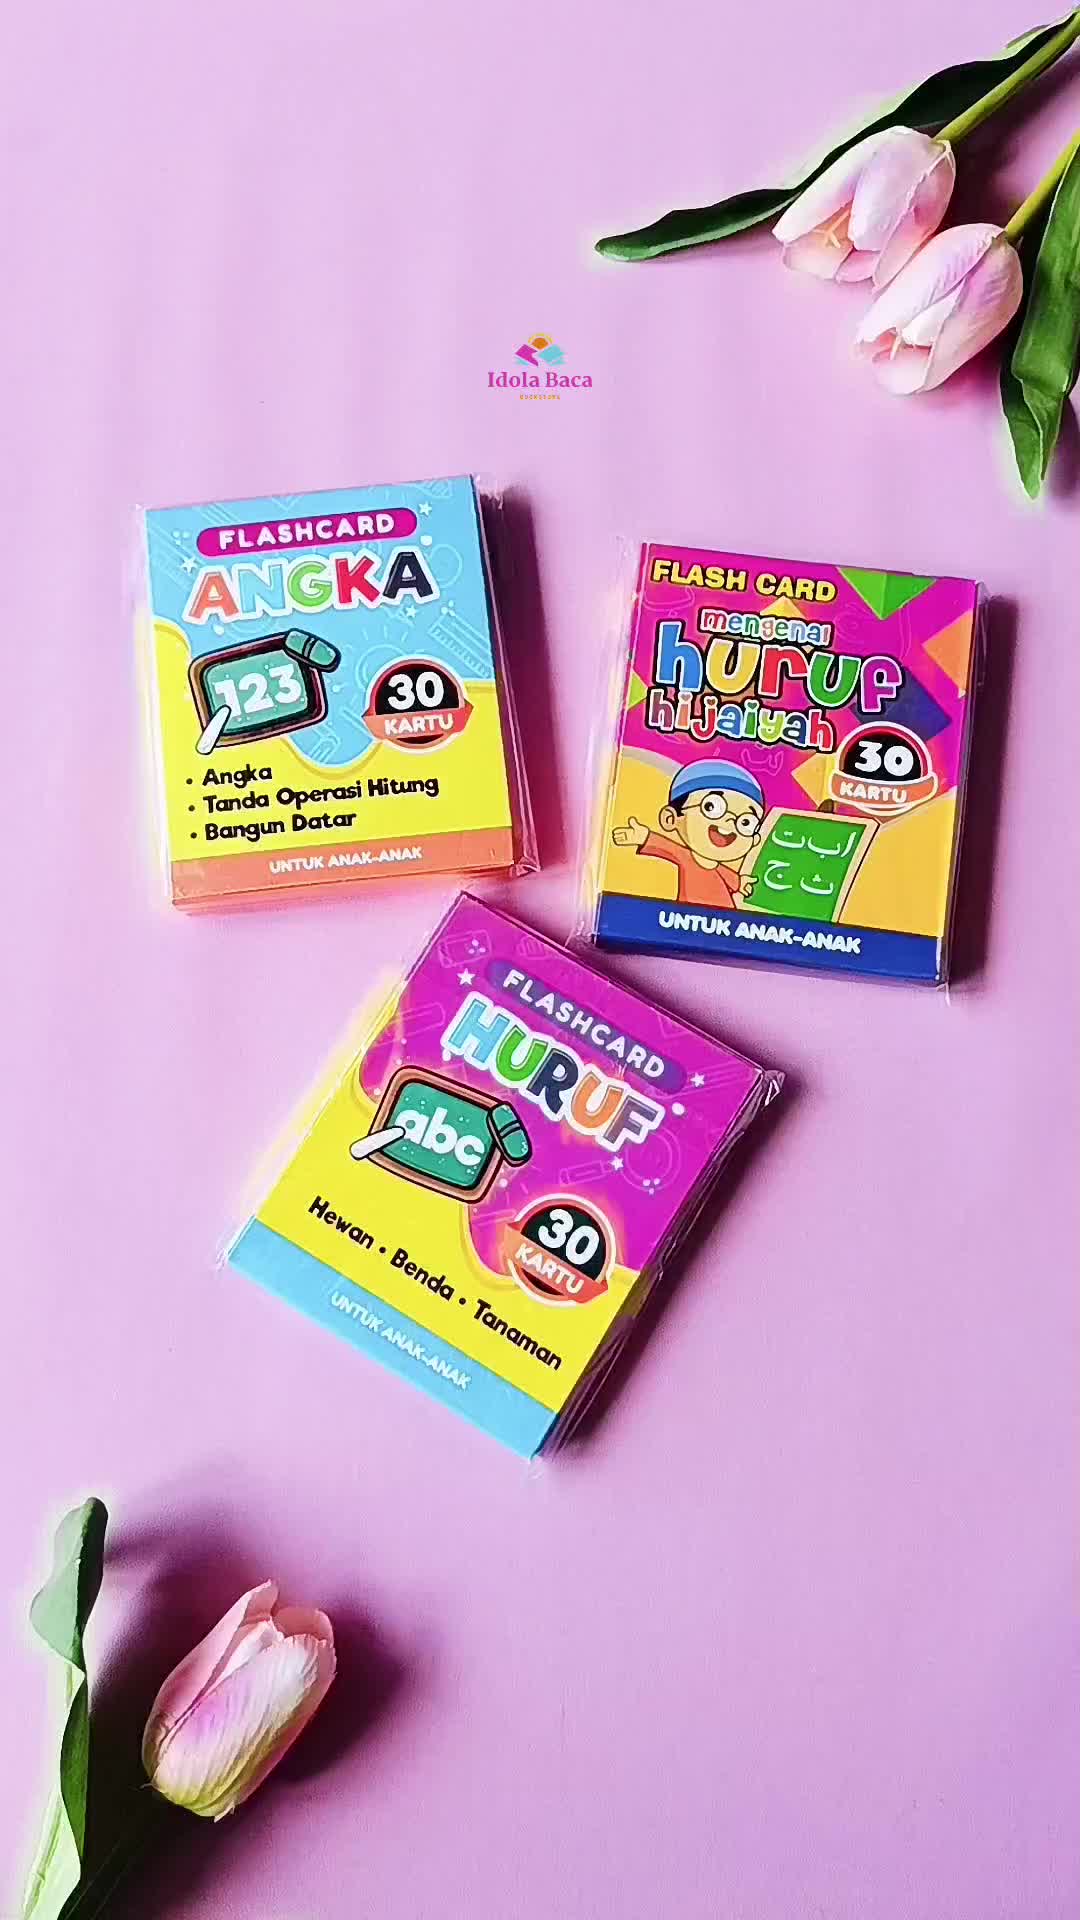 Idola Baca
BOOKSTORE
FLASHCARD
ANGKA
123
30
KARTU
• Angka
• Tanda Operasi Hitung
• Bangun Datar
UNTUK ANAK-ANAK
FLASH CARD
mengenal
huruf
hijaiyah
30
KARTU
ا ب ت
ث ج
UNTUK ANAK-ANAK
FLASHCARD
HURUF
abc
30
KARTU
Hewan • Benda • Tanaman
UNTUK ANAK-ANAK